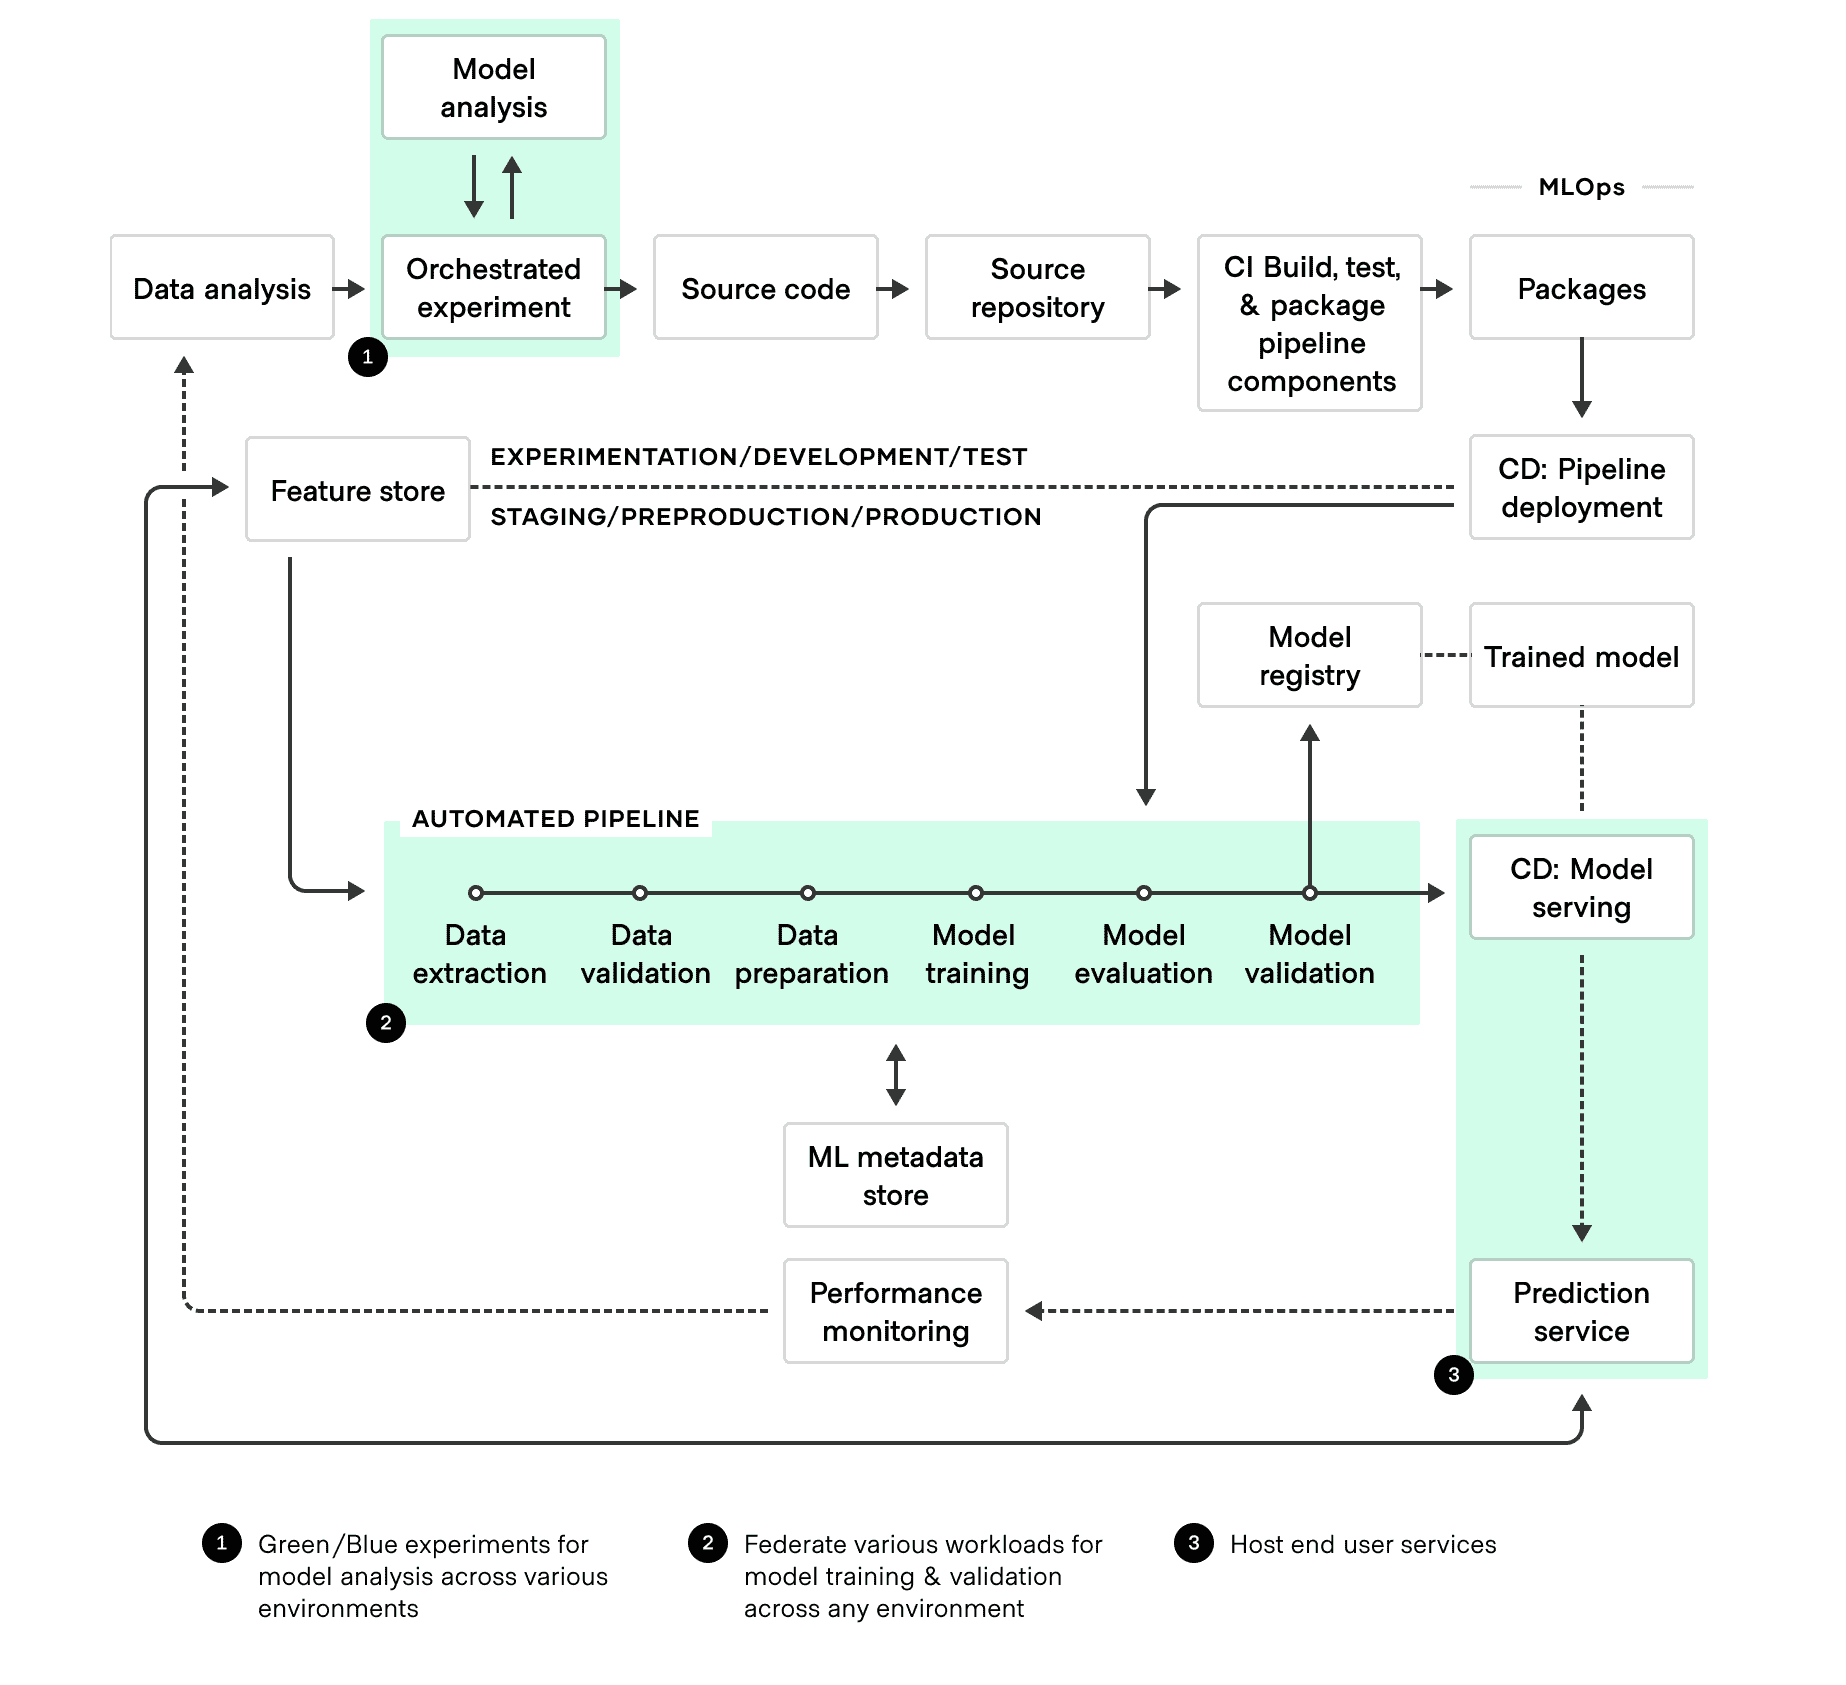 Model
analysis
MLOps
Data analysis
Orchestrated
experiment
Source code
Source
repository
CI Build, test,
& package
pipeline
components
Packages
1
Feature store
EXPERIMENTATION/DEVELOPMENT/TEST
STAGING/PREPRODUCTION/PRODUCTION
CD: Pipeline
deployment
Model
registry
Trained model
AUTOMATED PIPELINE
Data
extraction
Data
validation
Data
preparation
Model
training
Model
evaluation
Model
validation
2
CD: Model
serving
ML metadata
store
Performance
monitoring
Prediction
service
3
1
Green/Blue experiments for
model analysis across various
environments
2
Federate various workloads for
model training & validation
across any environment
3
Host end user services